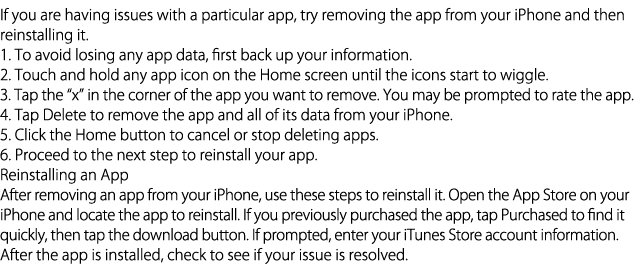 If you are having issues with a particular app, try removing the app from your iPhone and then
reinstalling it.
1. To avoid losing any app data, first back up your information.
2. Touch and hold any app icon on the Home screen until the icons start to wiggle.
3. Tap the “x” in the corner of the app you want to remove. You may be prompted to rate the app.
4. Tap Delete to remove the app and all of its data from your iPhone.
5. Click the Home button to cancel or stop deleting apps.
6. Proceed to the next step to reinstall your app.
Reinstalling an App
After removing an app from your iPhone, use these steps to reinstall it. Open the App Store on your
iPhone and locate the app to reinstall. If you previously purchased the app, tap Purchased to find it
quickly, then tap the download button. If prompted, enter your iTunes Store account information.
After the app is installed, check to see if your issue is resolved.